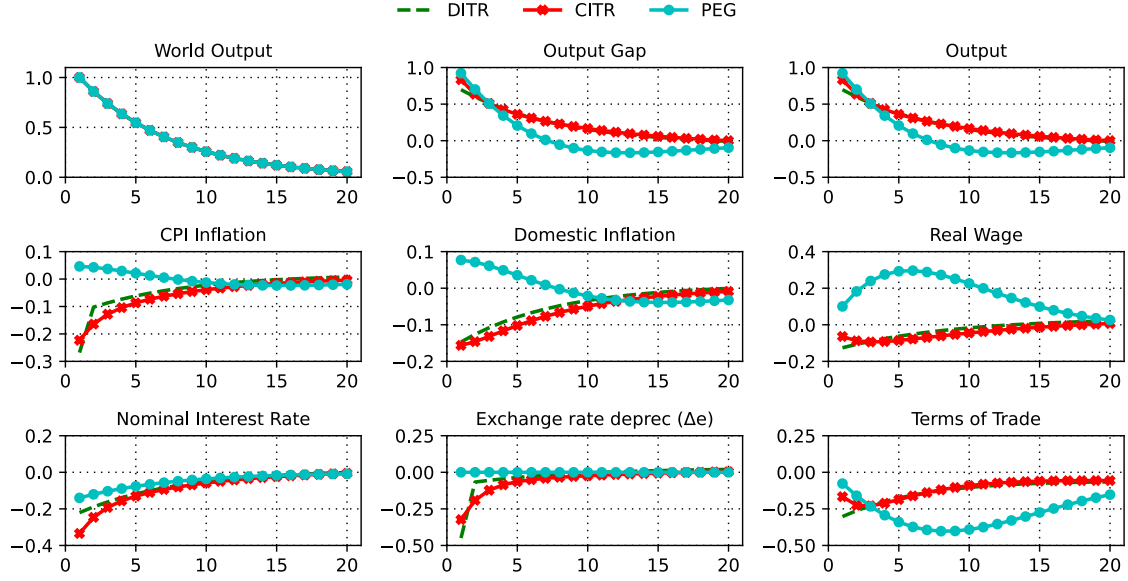 DITR CITR PEG
World Output Output Gap Output
1.0 1.0 1.0
0.5 0.5 0.5
0.0 0.0
0.0 −0.5 −0.5
0 5 10 15 20 0 5 10 15 20 0 5 10 15 20
CPI Inflation Domestic Inflation Real Wage
0.1 0.1 0.4
0.0 0.0 0.2
−0.1 −0.1 0.0
−0.2
−0.3 −0.2 −0.2
0 5 10 15 20 0 5 10 15 20 0 5 10 15 20
Nominal Interest Rate Exchange rate deprec (Δe) Terms of Trade
0.2 0.25 0.25
0.0 0.00 0.00
−0.2 −0.25 −0.25
−0.4 −0.50 −0.50
0 5 10 15 20 0 5 10 15 20 0 5 10 15 20